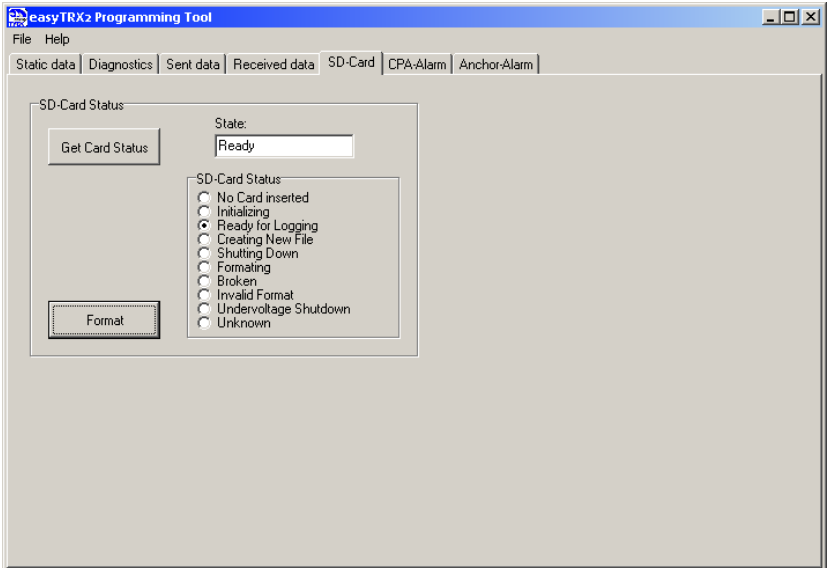 easyTRX2 Programming Tool
File Help
Static data Diagnostics Sent data Received data SD-Card CPA-Alarm Anchor-Alarm
SD-Card Status
State:
Get Card Status
Ready
SD-Card Status
No Card inserted
Initializing
Ready for Logging
Creating New File
Shutting Down
Formating
Broken
Invalid Format
Undervoltage Shutdown
Unknown
Format